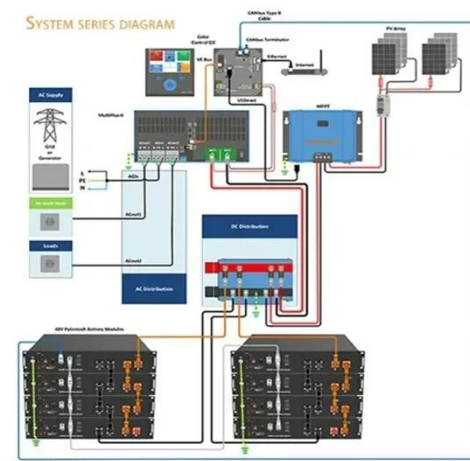 SYSTEM SERIES DIAGRAM
CANbus Type B
Cable
Color
Control GX
CANbus Terminator
PV Array
VE Bus
Ethernet
Internet
AC Supply
Grid
or
Generator
MultiPlus-II
VE Direct
MPPT
L
PE
N
ACin
ACout1
Loads
ACout2
DC Distribution
AC Distribution
48V Pylontech Battery Modules